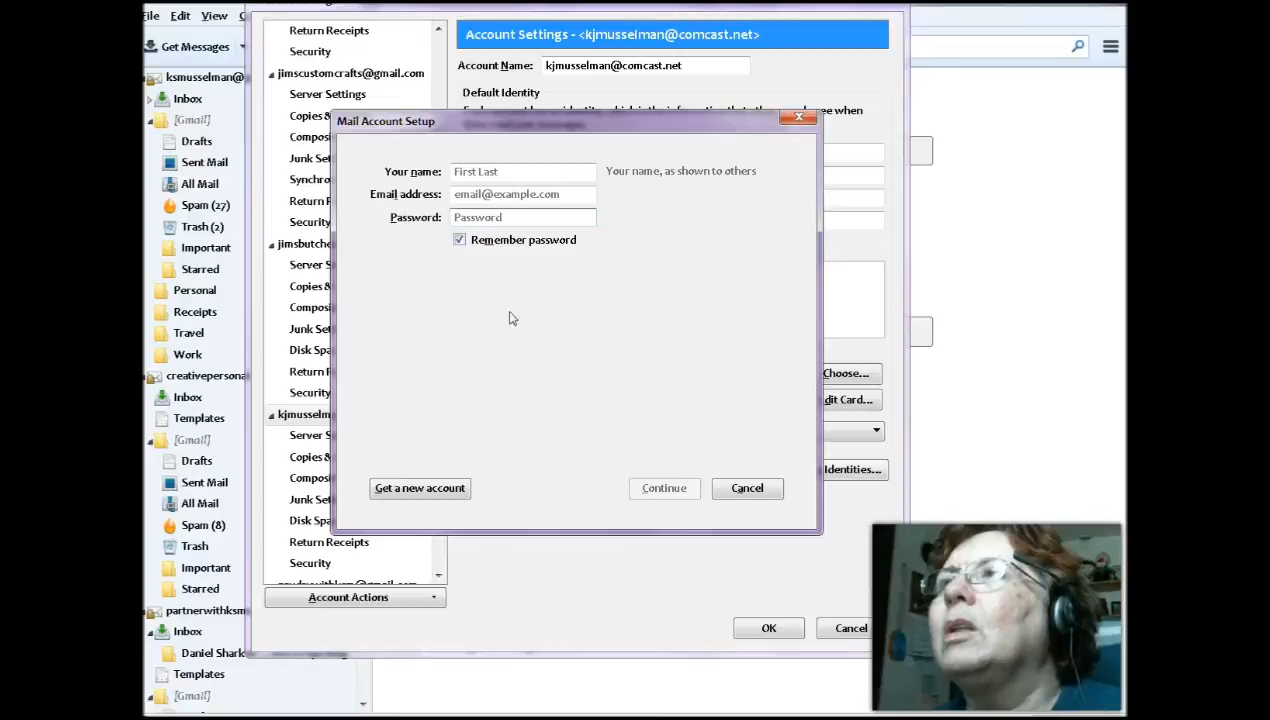 File Edit View
Get Messages
ksmusselman@
Inbox
[Gmail]
Drafts
Sent Mail
All Mail
Spam (27)
Trash (2)
Important
Starred
Personal
Receipts
Travel
Work
creativepersona
Inbox
Templates
[Gmail]
Drafts
Sent Mail
All Mail
Spam (8)
Trash
Important
Starred
partnerwithksm
Inbox
Daniel Shark
Templates
[Gmail]
Return Receipts
Security
jimscustomcrafts@gmail.com
Server Settings
Copies &
Compos
Junk Set
Synchro
Return R
Security
jimsbutche
Server S
Copies &
Composi
Junk Set
Disk Spa
Return R
Security
kjmusselm
Server S
Copies &
Composi
Junk Set
Disk Spa
Return Receipts
Security
Account Actions
Account Settings - <kjmusselman@comcast.net>
Account Name: kjmusselman@comcast.net
Default Identity
Mail Account Setup
Your name: First Last Your name, as shown to others
Email address: email@example.com
Password: Password
Remember password
Get a new account Continue Cancel
Choose...
dit Card...
Identities...
OK Cancel